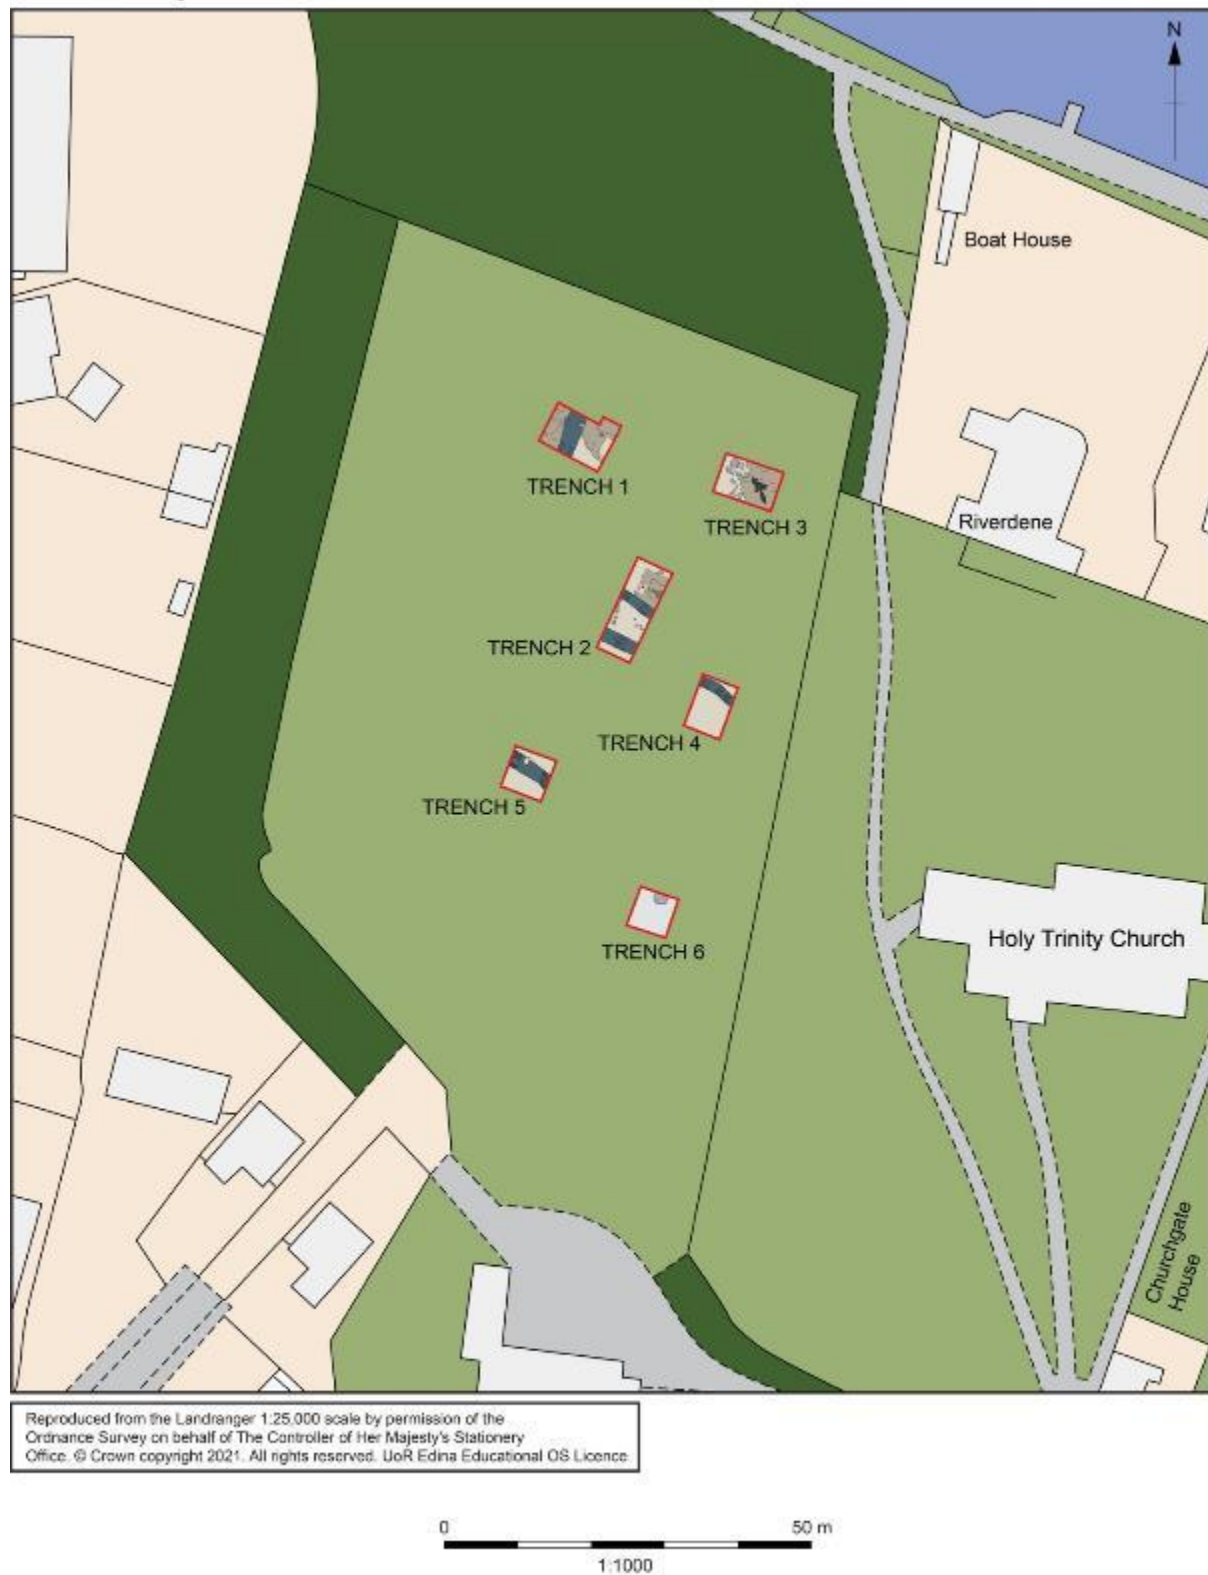 N
Boat House
TRENCH 1
TRENCH 3
Riverdene
TRENCH 2
TRENCH 4
TRENCH 5
Holy Trinity Church
TRENCH 6
Churchgate
House
Reproduced from the Landranger 1:25,000 scale by permission of the
Ordnance Survey on behalf of The Controller of Her Majesty's Stationery
Office. © Crown copyright 2021. All rights reserved. UoR Edina Educational OS Licence
0 50 m
1:1000